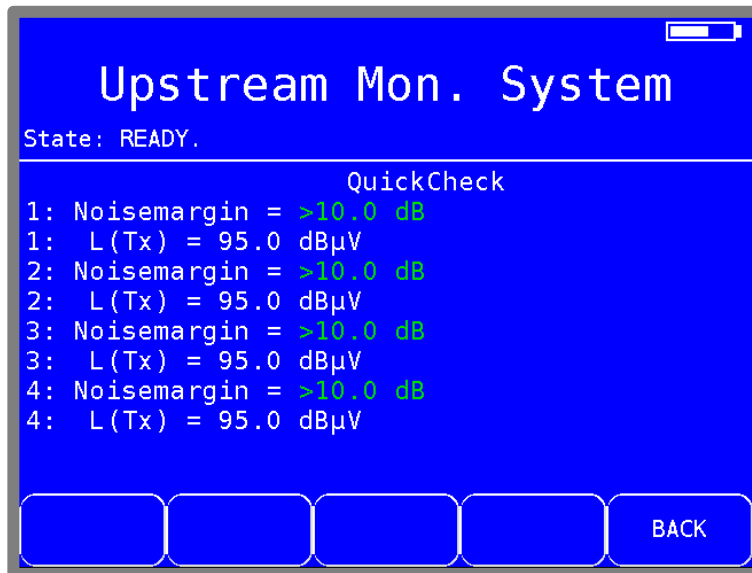 Upstream Mon. System
State: READY.
QuickCheck
1: Noisemargin = >10.0 dB
1: L(Tx) = 95.0 dBµV
2: Noisemargin = >10.0 dB
2: L(Tx) = 95.0 dBµV
3: Noisemargin = >10.0 dB
3: L(Tx) = 95.0 dBµV
4: Noisemargin = >10.0 dB
4: L(Tx) = 95.0 dBµV
BACK